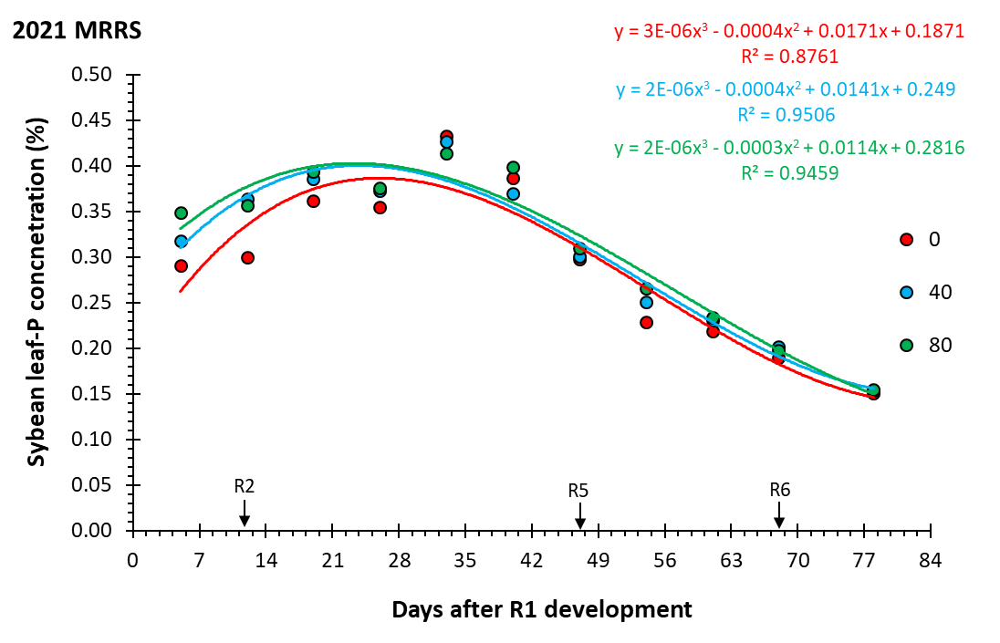 2021 MRRS
y = 3E-06x³ - 0.0004x² + 0.0171x + 0.1871
R² = 0.8761
y = 2E-06x³ - 0.0004x² + 0.0141x + 0.249
R² = 0.9506
y = 2E-06x³ - 0.0003x² + 0.0114x + 0.2816
R² = 0.9459
Sybean leaf-P concnetration (%)
0.50
0.45
0.40
0.35
0.30
0.25
0.20
0.15
0.10
0.05
0.00
0
40
80
R2
R5
R6
0 7 14 21 28 35 42 49 56 63 70 77 84
Days after R1 development